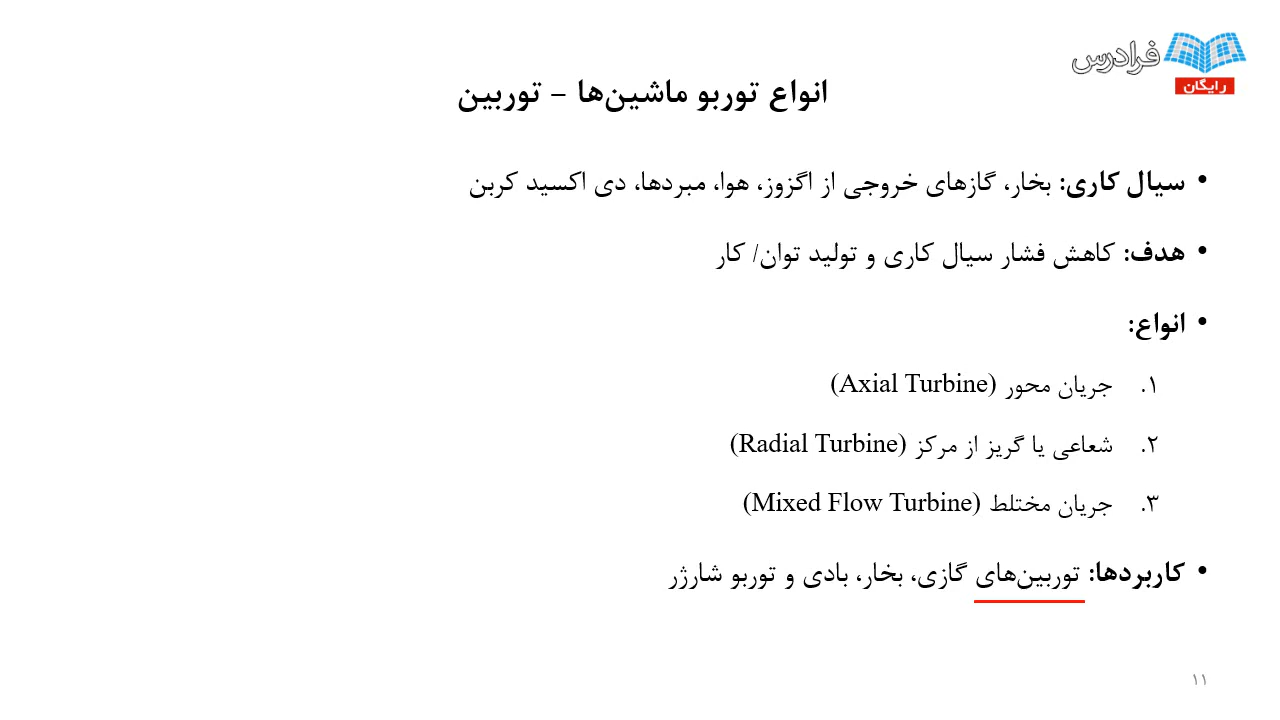 فرادرس
رایگان
انواع توربو ماشین‌ها – توربین
• سیال کاری: بخار، گازهای خروجی از اگزوز، هوا، مبردها، دی اکسید کربن
• هدف: کاهش فشار سیال کاری و تولید توان/ کار
• انواع:
۱. جریان محور (Axial Turbine)
۲. شعاعی یا گریز از مرکز (Radial Turbine)
۳. جریان مختلط (Mixed Flow Turbine)
• کاربردها: توربین‌های گازی، بخار، بادی و توربو شارژر
۱۱